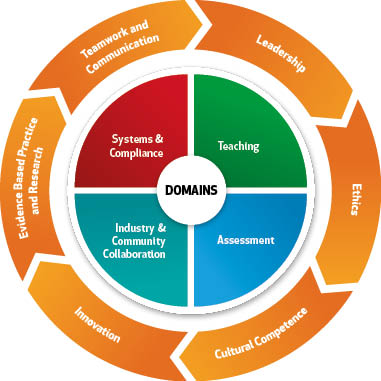 Teamwork and
Communication
Leadership
Ethics
Cultural Competence
Innovation
Evidence Based Practice
and Research
Systems &
Compliance
Teaching
DOMAINS
Industry &
Community
Collaboration
Assessment